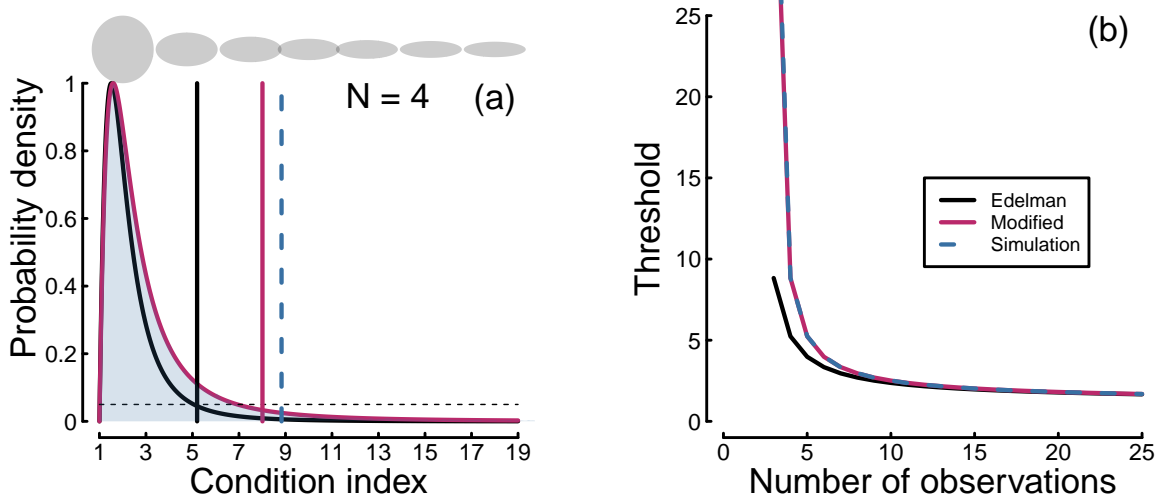 N = 4 (a)
Probability density
1
0.8
0.6
0.4
0.2
0
1 3 5 7 9 11 13 15 17 19
Condition index
(b)
Threshold
25
20
15
10
5
0
Edelman
Modified
Simulation
0 5 10 15 20 25
Number of observations